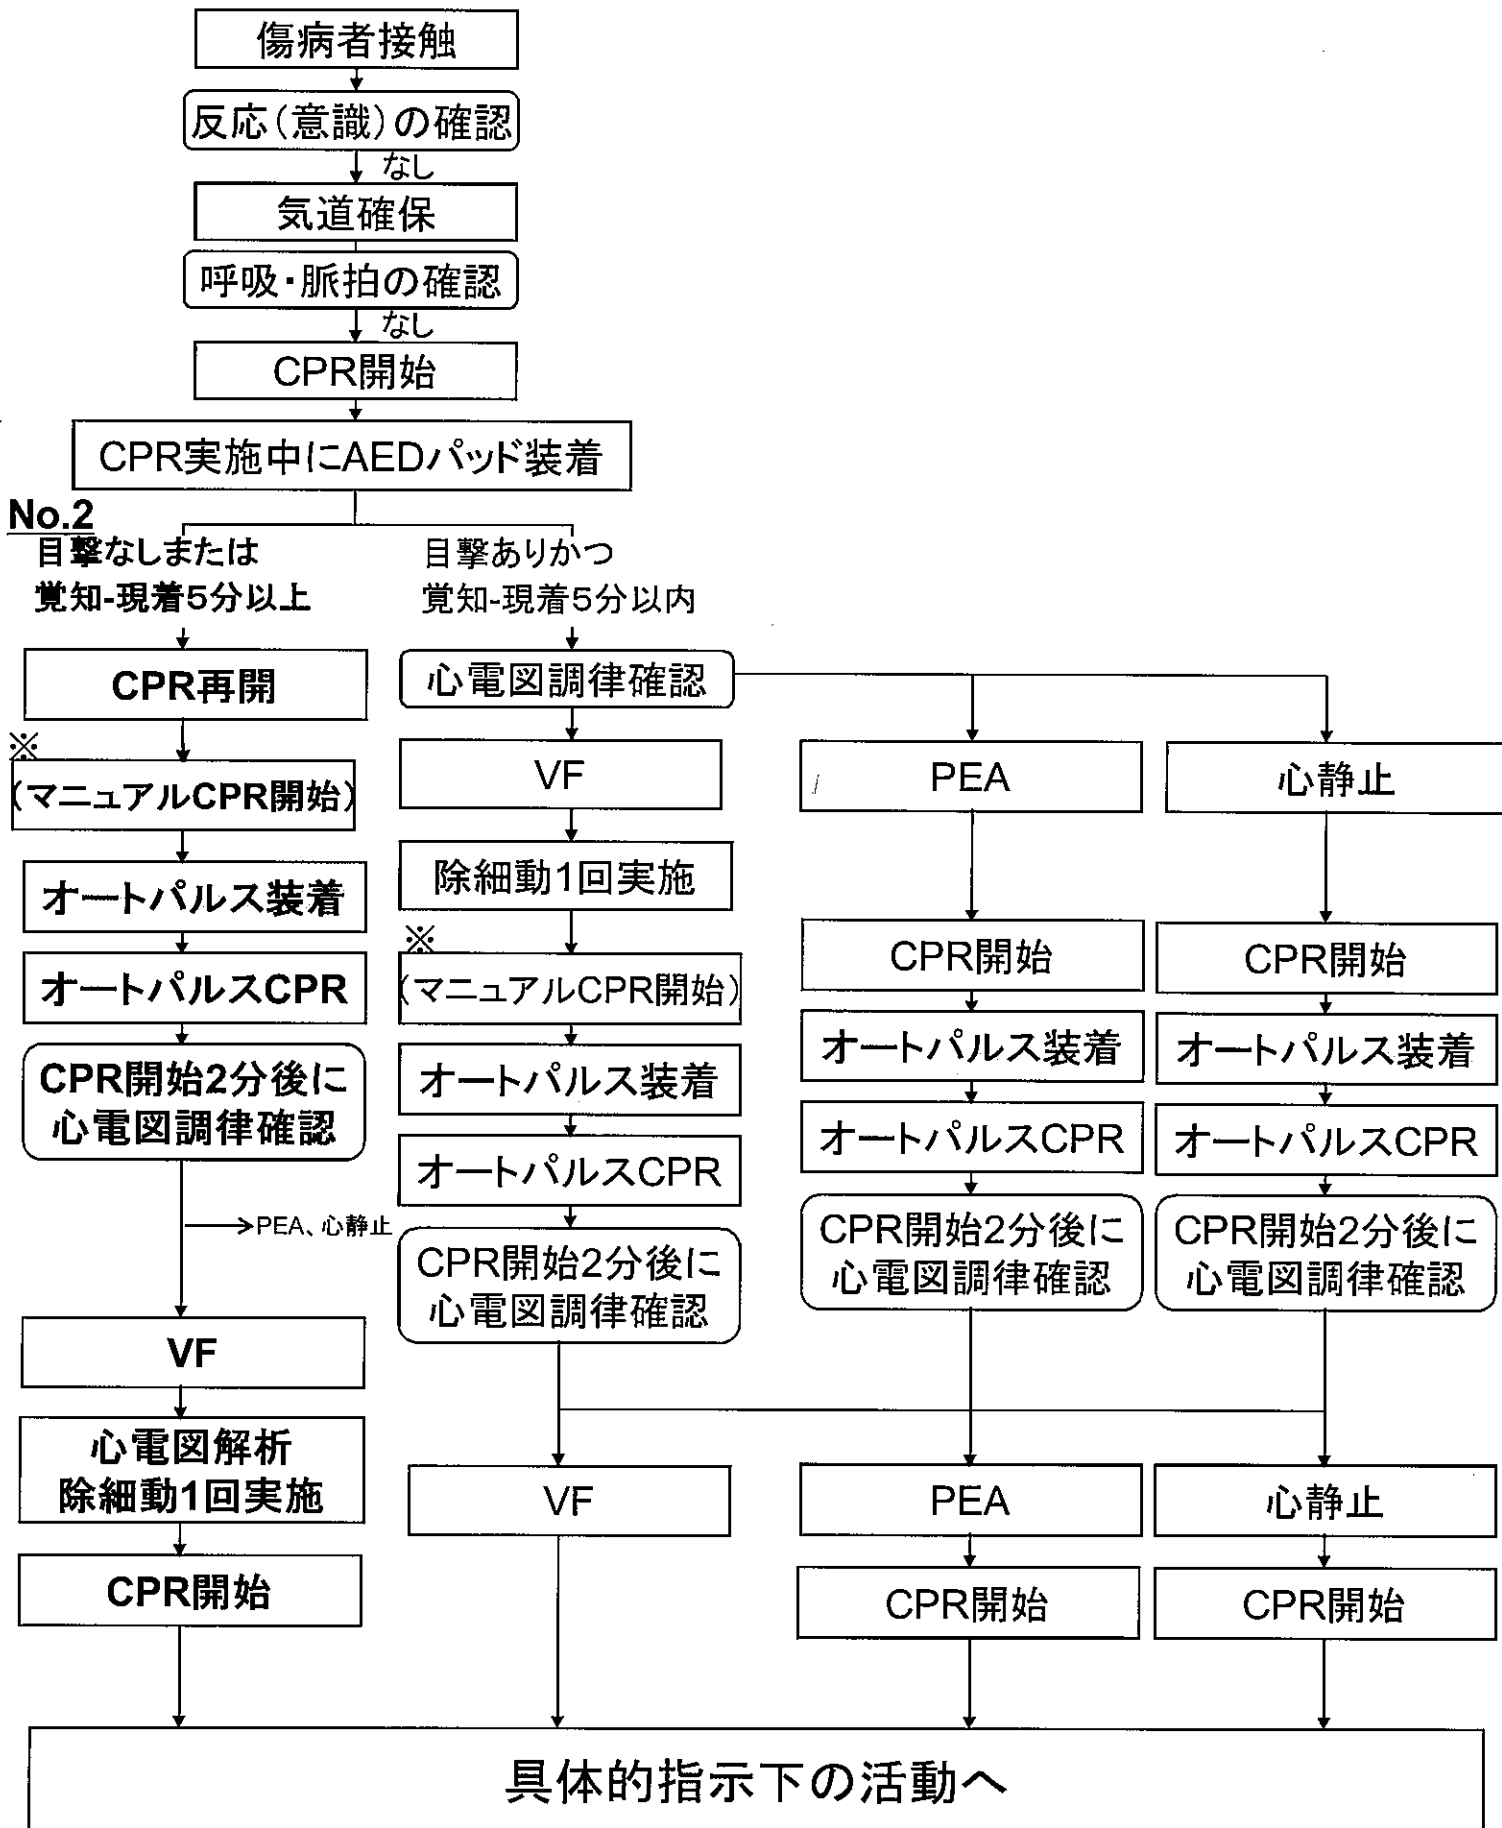 傷病者接触
反応(意識)の確認
なし
気道確保
呼吸・脈拍の確認
なし
CPR開始
CPR実施中にAEDパッド装着
No.2
目撃なしまたは
覚知-現着5分以上
CPR再開
※
(マニュアルCPR開始)
オートパルス装着
オートパルスCPR
CPR開始2分後に
心電図調律確認
→PEA、心静止
VF
心電図解析
除細動1回実施
CPR開始
目撃ありかつ
覚知-現着5分以内
心電図調律確認
VF
除細動1回実施
※
(マニュアルCPR開始)
オートパルス装着
オートパルスCPR
CPR開始2分後に
心電図調律確認
VF
PEA
CPR開始
オートパルス装着
オートパルスCPR
CPR開始2分後に
心電図調律確認
PEA
CPR開始
心静止
CPR開始
オートパルス装着
オートパルスCPR
CPR開始2分後に
心電図調律確認
心静止
CPR開始
具体的指示下の活動へ